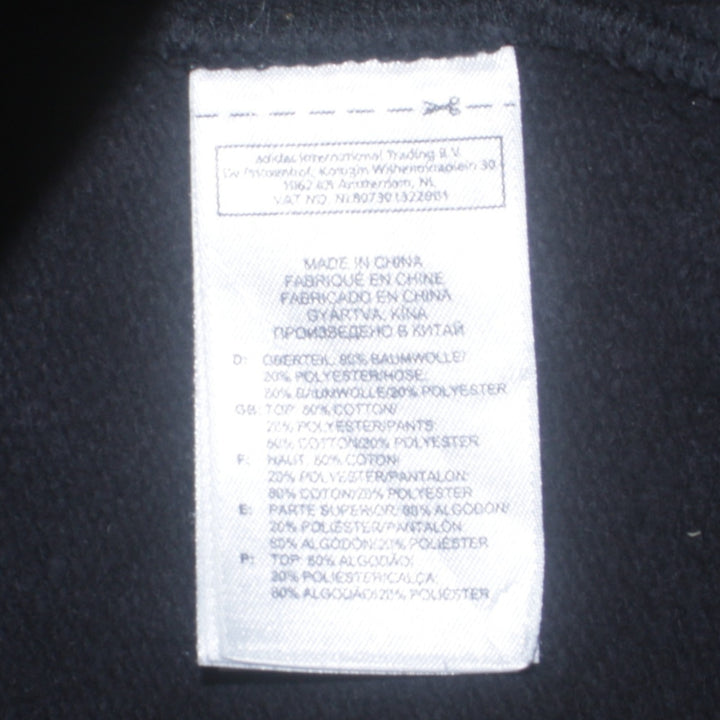 adidas International Trading B.V.
Koningin Wilhelminaplein 30
1062 KR Amsterdam, NL
VAT NO. NL807301322B01
MADE IN CHINA
FABRIQUÉ EN CHINE
FABRICADO EN CHINA
GYÁRTVA: KÍNA
ПРОИЗВЕДЕНО В КИТАЙ
D: OBERTEIL: 80% BAUMWOLLE/
20% POLYESTER/HOSE:
80% BAUMWOLLE/20% POLYESTER
GB: TOP: 80% COTTON/
20% POLYESTER/PANTS:
80% COTTON/20% POLYESTER
F: HAUT: 80% COTON/
20% POLYESTER/PANTALON:
80% COTON/20% POLYESTER
E: PARTE SUPERIOR: 80% ALGODÓN/
20% POLIÉSTER/PANTALÓN:
80% ALGODÓN/20% POLIÉSTER
P: TOP: 80% ALGODÃO/
20% POLIÉSTER/CALÇA:
80% ALGODÃO/20% POLIÉSTER